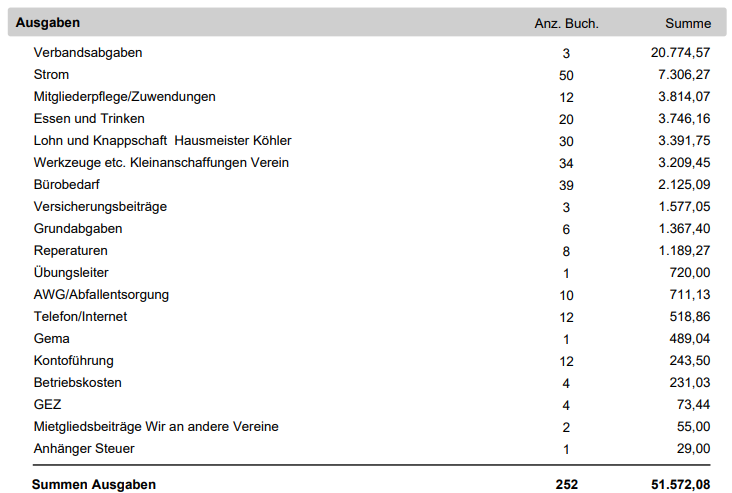 Ausgaben Anz. Buch. Summe
Verbandsabgaben 3 20.774,57
Strom 50 7.306,27
Mitgliederpflege/Zuwendungen 12 3.814,07
Essen und Trinken 20 3.746,16
Lohn und Knappschaft Hausmeister Köhler 30 3.391,75
Werkzeuge etc. Kleinanschaffungen Verein 34 3.209,45
Bürobedarf 39 2.125,09
Versicherungsbeiträge 3 1.577,05
Grundabgaben 6 1.367,40
Reperaturen 8 1.189,27
Übungsleiter 1 720,00
AWG/Abfallentsorgung 10 711,13
Telefon/Internet 12 518,86
Gema 1 489,04
Kontoführung 12 243,50
Betriebskosten 4 231,03
GEZ 4 73,44
Mietgliedsbeiträge Wir an andere Vereine 2 55,00
Anhänger Steuer 1 29,00
Summen Ausgaben 252 51.572,08